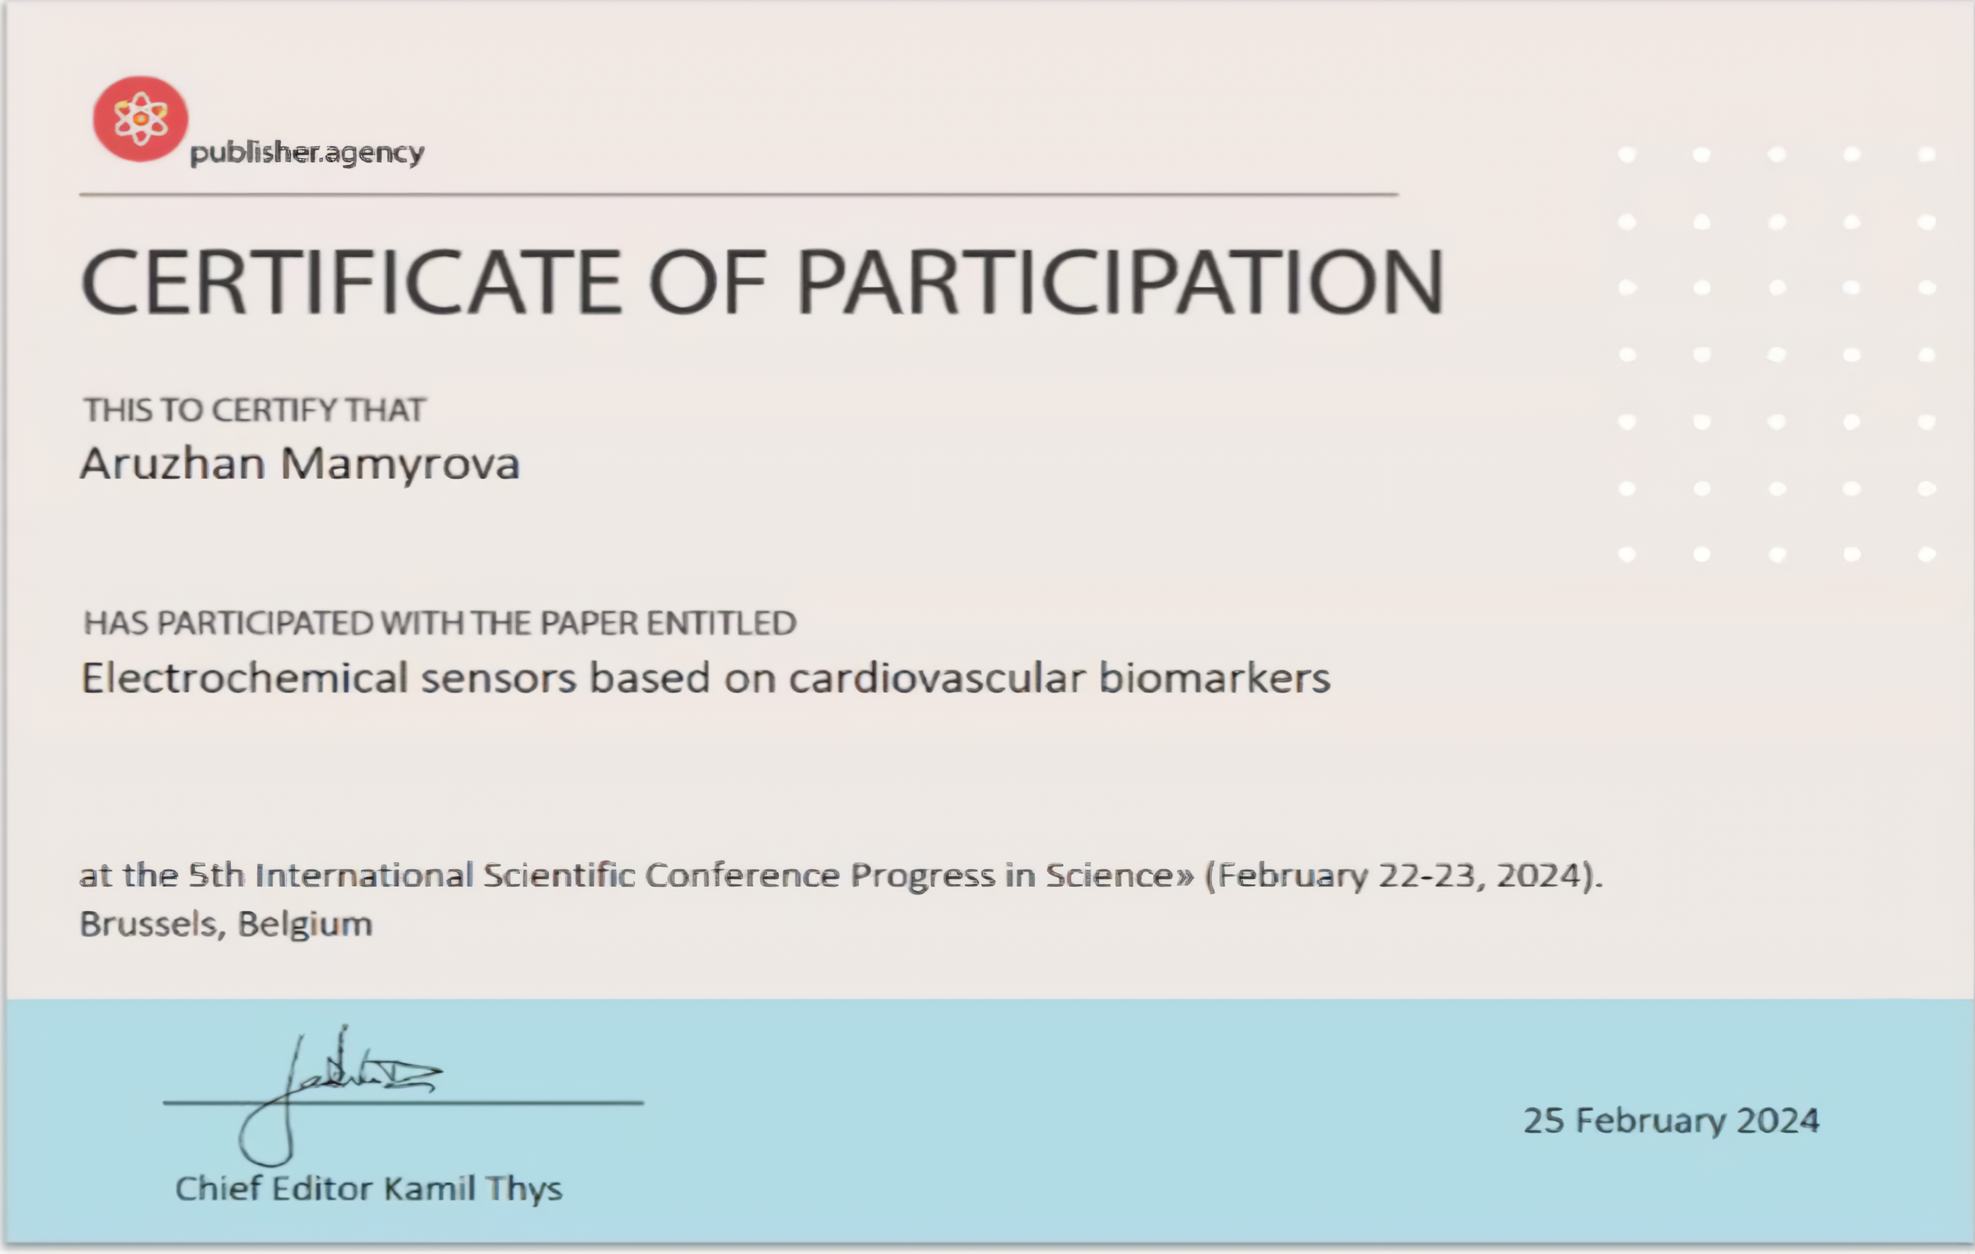 publisher.agency
CERTIFICATE OF PARTICIPATION
THIS TO CERTIFY THAT
Aruzhan Mamyrova
HAS PARTICIPATED WITH THE PAPER ENTITLED
Electrochemical sensors based on cardiovascular biomarkers
at the 5th International Scientific Conference Progress in Science» (February 22-23, 2024).
Brussels, Belgium
25 February 2024
Chief Editor Kamil Thys